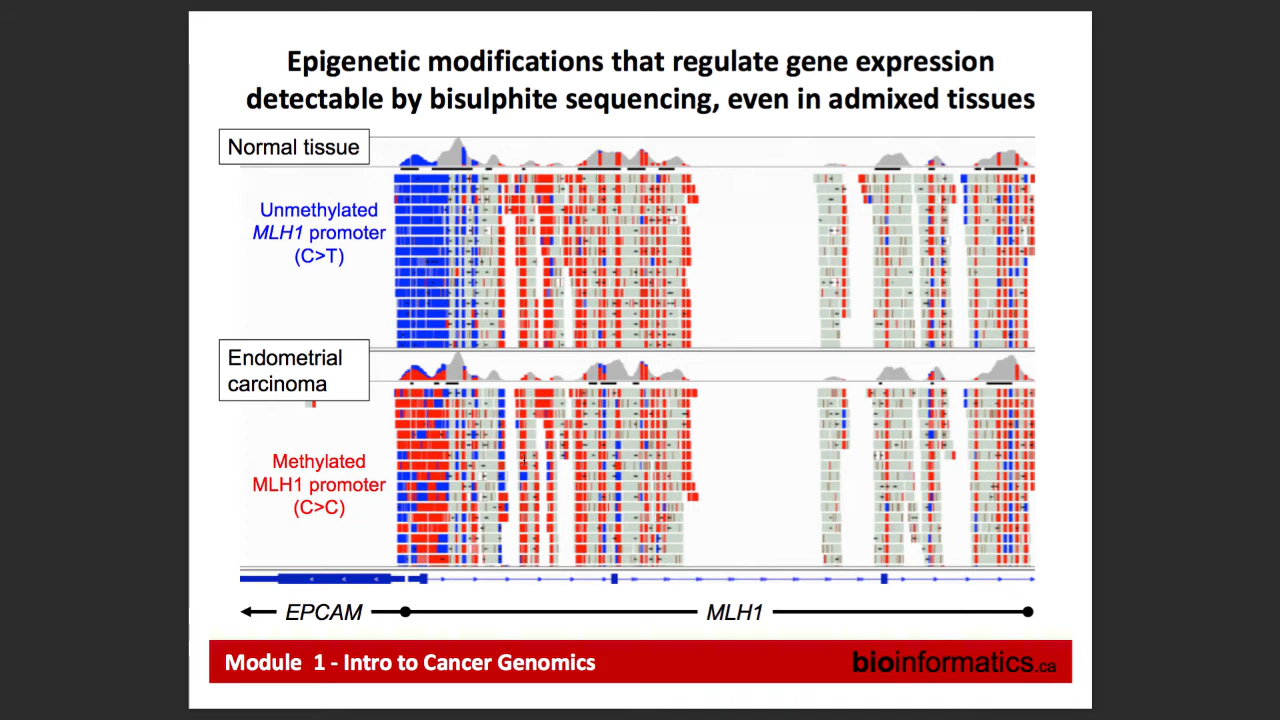 Epigenetic modifications that regulate gene expression
detectable by bisulphite sequencing, even in admixed tissues
Normal tissue
Unmethylated
MLH1 promoter
(C>T)
Endometrial
carcinoma
Methylated
MLH1 promoter
(C>C)
EPCAM
MLH1
Module 1 - Intro to Cancer Genomics
bioinformatics.ca